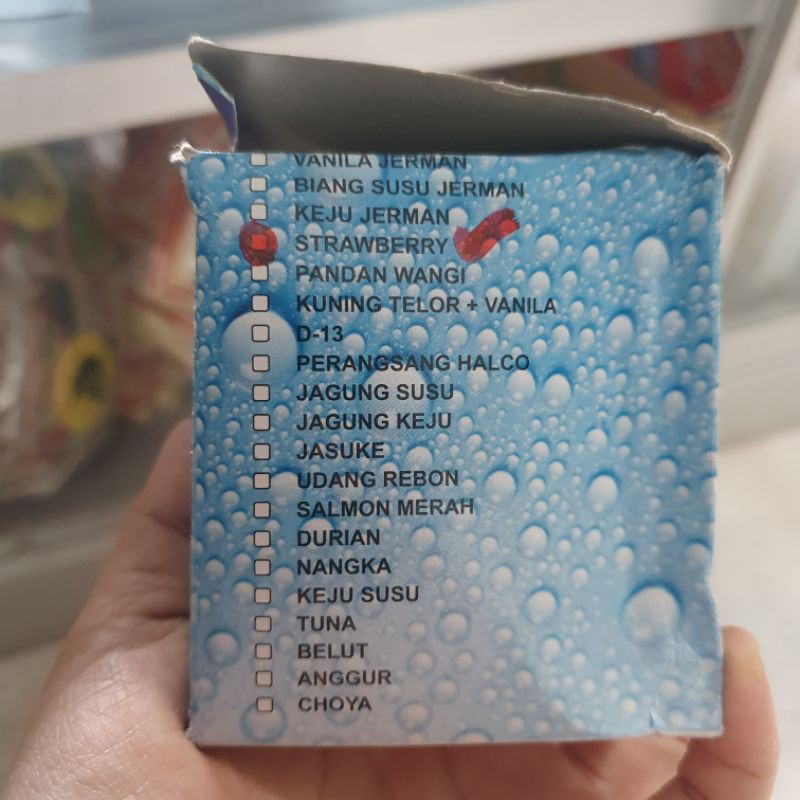 VANILA JERMAN
BIANG SUSU JERMAN
KEJU JERMAN
STRAWBERRY
PANDAN WANGI
KUNING TELOR + VANILA
D-13
PERANGSANG HALCO
JAGUNG SUSU
JAGUNG KEJU
JASUKE
UDANG REBON
SALMON MERAH
DURIAN
NANGKA
KEJU SUSU
TUNA
BELUT
ANGGUR
CHOYA